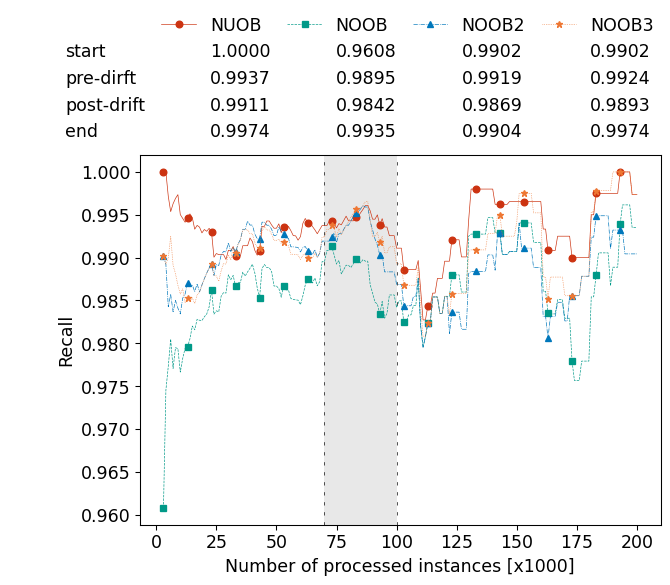 NUOB NOOB NOOB2 NOOB3
start 1.0000 0.9608 0.9902 0.9902
pre-dirft 0.9937 0.9895 0.9919 0.9924
post-drift 0.9911 0.9842 0.9869 0.9893
end 0.9974 0.9935 0.9904 0.9974
1.000
0.995
0.990
0.985
0.980
0.975
0.970
0.965
0.960
Recall
0 25 50 75 100 125 150 175 200
Number of processed instances [x1000]